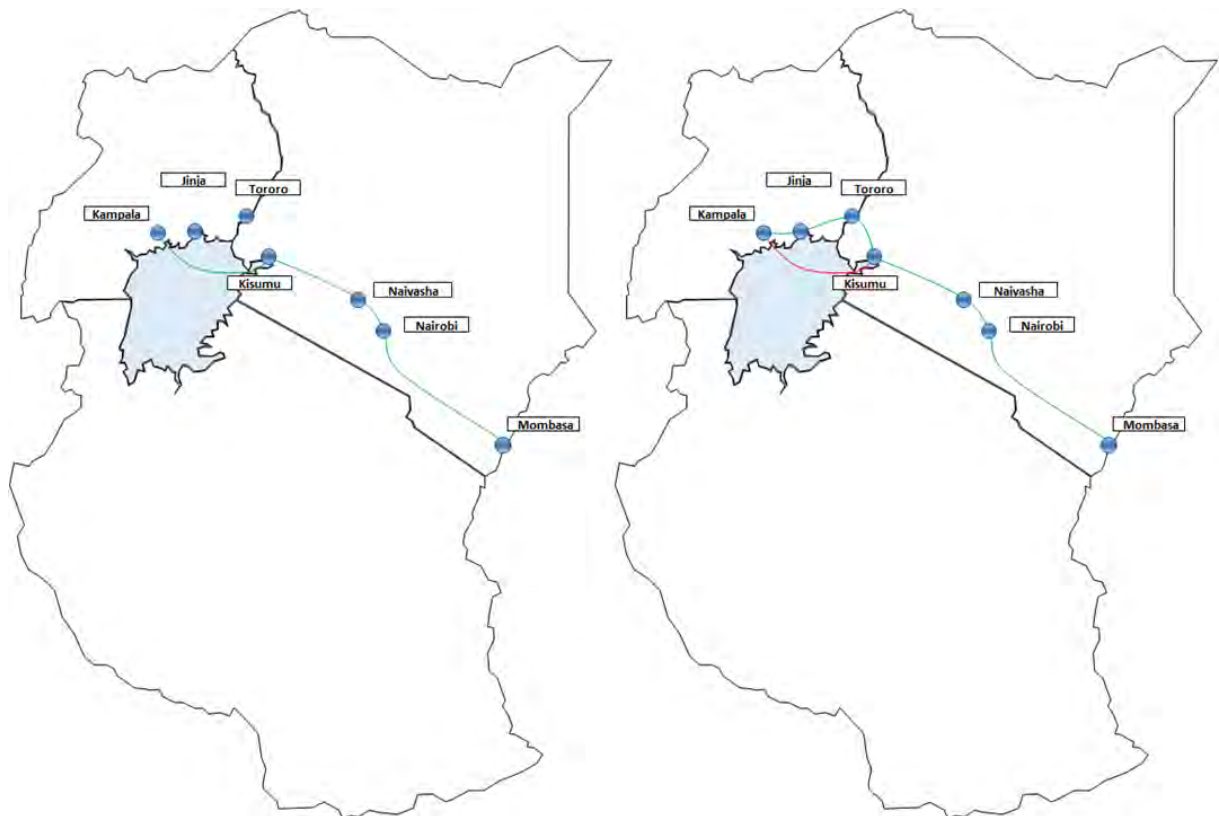 Jinja
Tororo
Kampala
Kisumu
Naivasha
Nairobi
Mombasa
Jinja
Tororo
Kampala
Kisumu
Naivasha
Nairobi
Mombasa